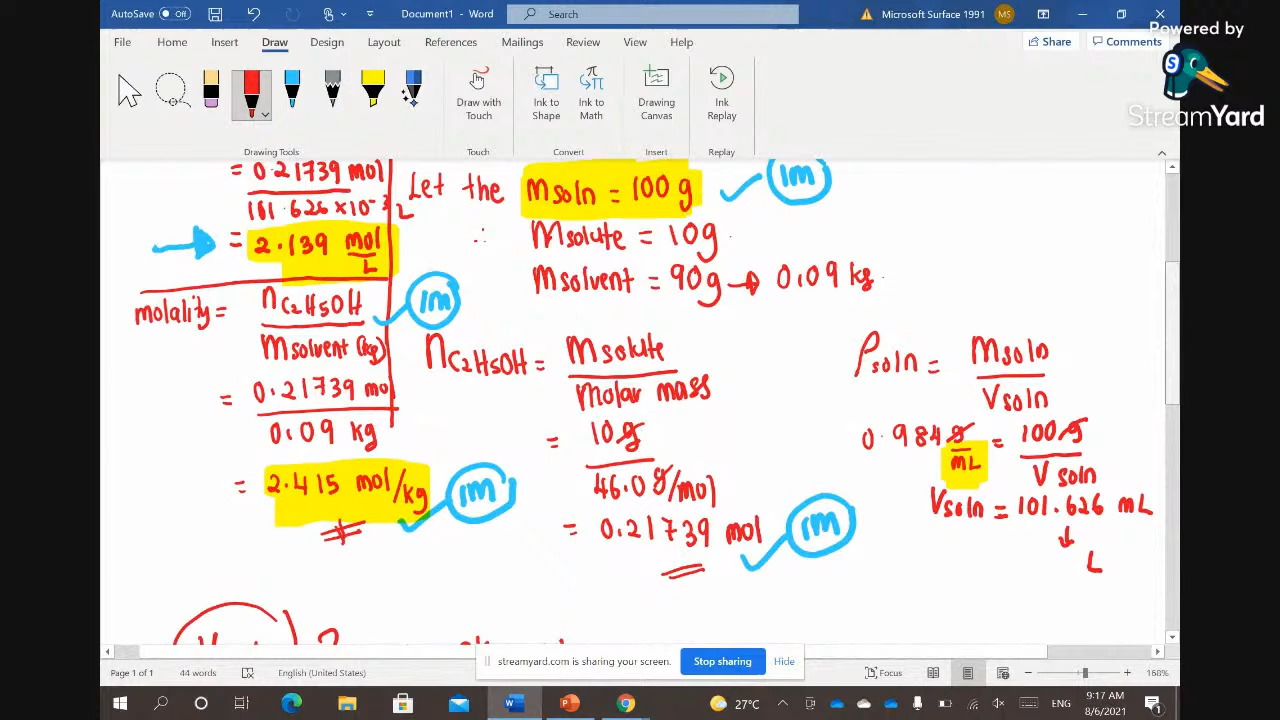 AutoSave Off Document1 - Word Search Microsoft Surface 1991 MS
Powered by
StreamYard
File Home Insert Draw Design Layout References Mailings Review View Help Share Comments
Draw with Touch
Ink to Shape
Ink to Math
Drawing Canvas
Ink Replay
Drawing Tools Touch Convert Insert Replay
= 0.21739 mol
101.626 ×10⁻³ L
= 2.139 mol/L
molality = nC2H5OH 1m
Msolvent (kg)
= 0.21739 mol
0.09 kg
= 2.415 mol/kg 1m
Let the Msoln = 100 g 1m
∴ Msolute = 10g
Msolvent = 90g → 0.09 kg
nC2H5OH = Msolute
Molar mass
= 10 g
46.0 g/mol
= 0.21739 mol 1m
ρsoln = Msoln
Vsoln
0.984 g/mL = 100 g
Vsoln
Vsoln = 101.626 mL
↓
L
streamyard.com is sharing your screen. Stop sharing Hide
Page 1 of 1 44 words English (United States) Focus 168%
27°C ENG 9:17 AM
8/6/2021